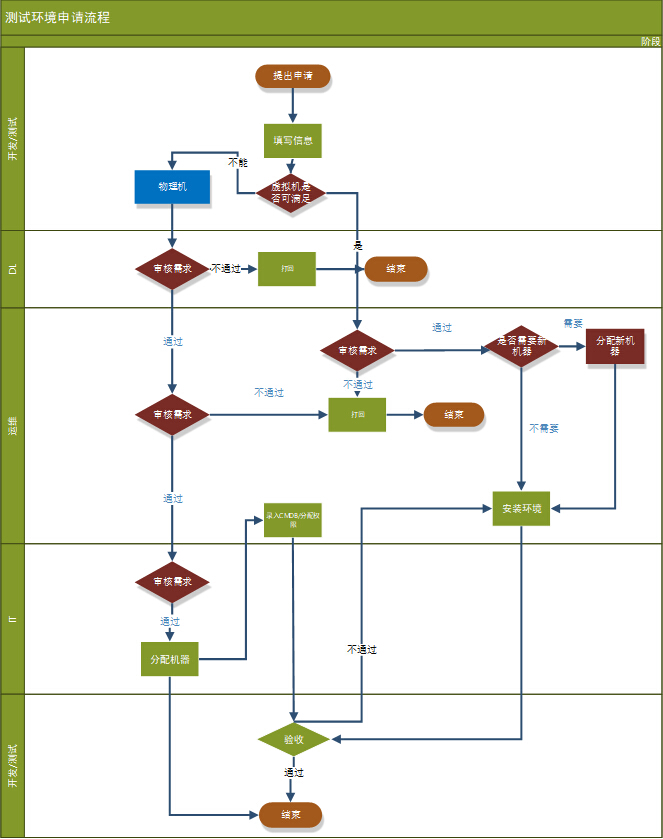 测试环境申请流程
阶段
开发/测试
提出申请
填写信息
不能
虚拟机是
否可满足
物理机
是
DL
审核需求
不通过
打回
结束
运维
通过
审核需求
通过
是否需要新
机器
需要
分配新机
器
不通过
不通过
审核需求
打回
结束
不需要
通过
录入CMDB/分配权
限
安装环境
IT
审核需求
通过
分配机器
不通过
开发/测试
验收
通过
结束